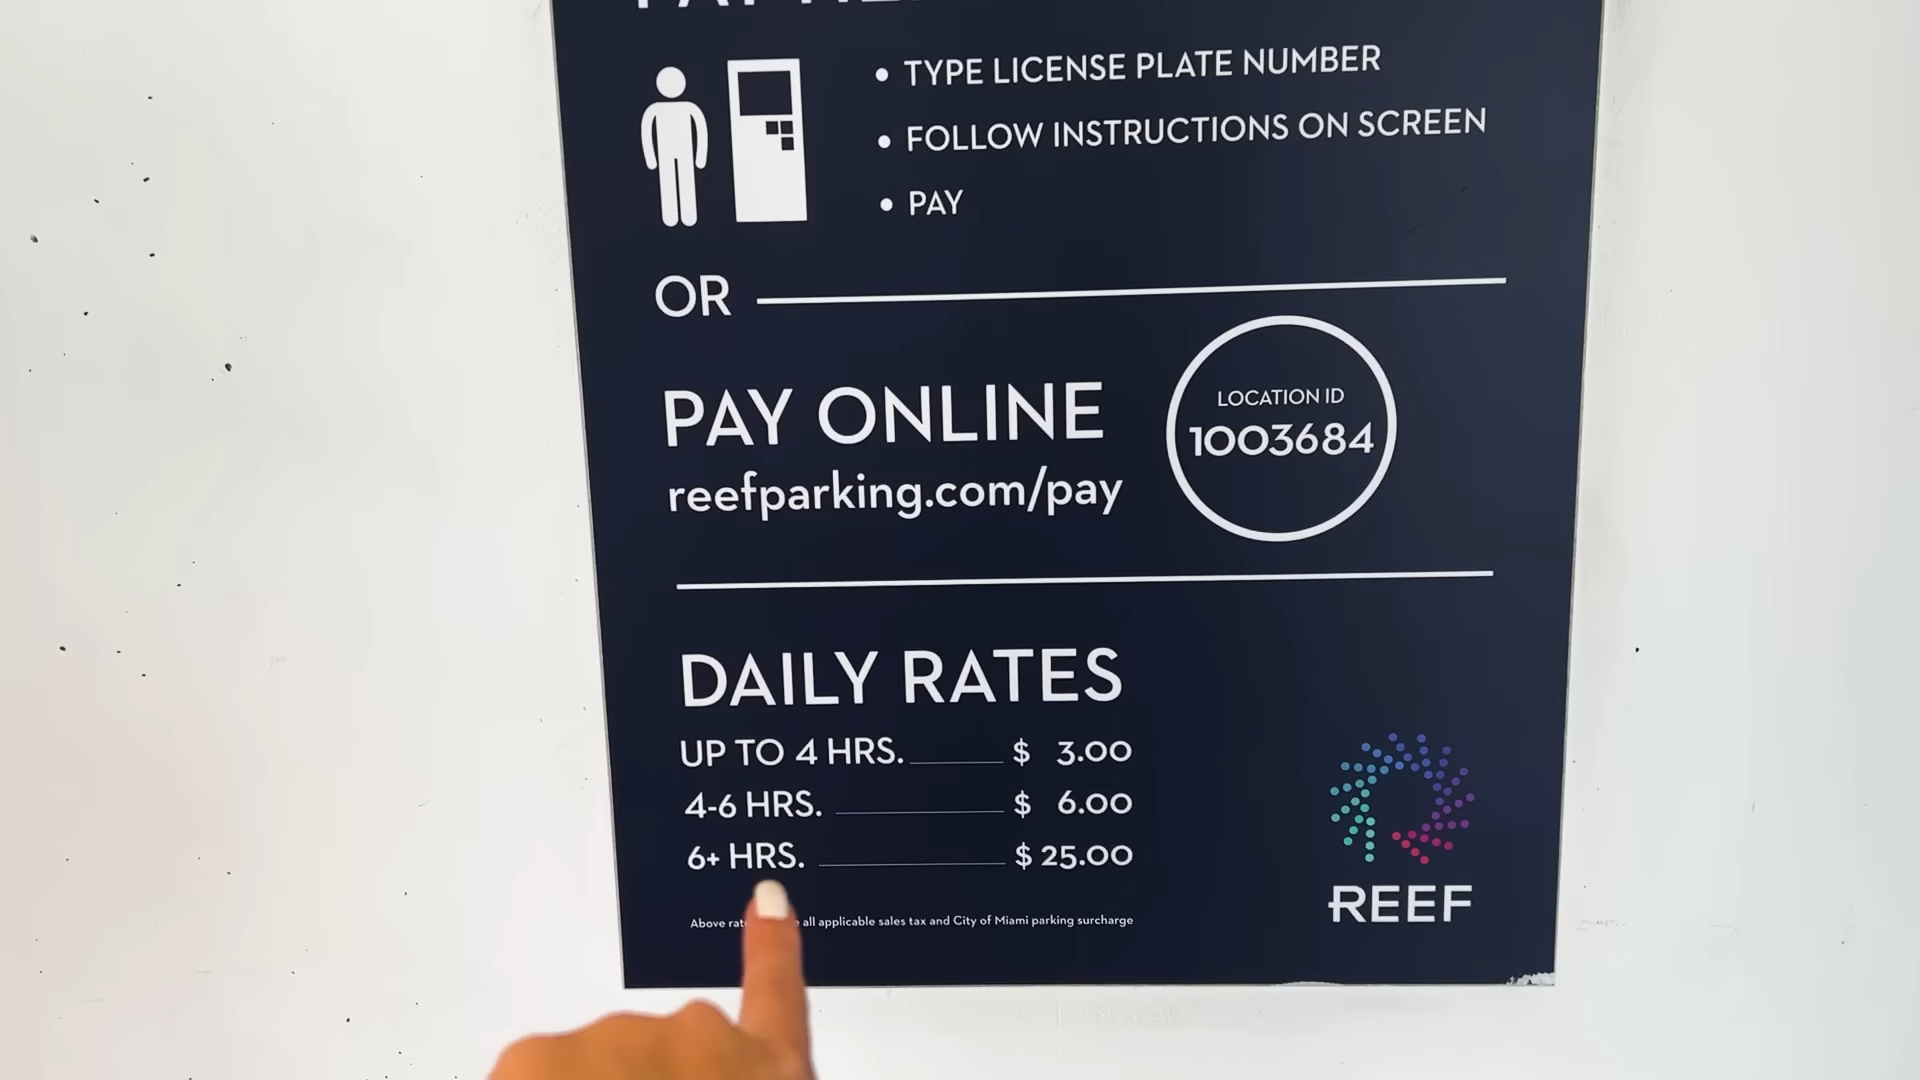 • TYPE LICENSE PLATE NUMBER
• FOLLOW INSTRUCTIONS ON SCREEN
• PAY
OR
PAY ONLINE
reefparking.com/pay
LOCATION ID
1003684
DAILY RATES
UP TO 4 HRS. $ 3.00
4-6 HRS. $ 6.00
6+ HRS. $ 25.00
Above all applicable sales tax and City of Miami parking surcharge
REEF